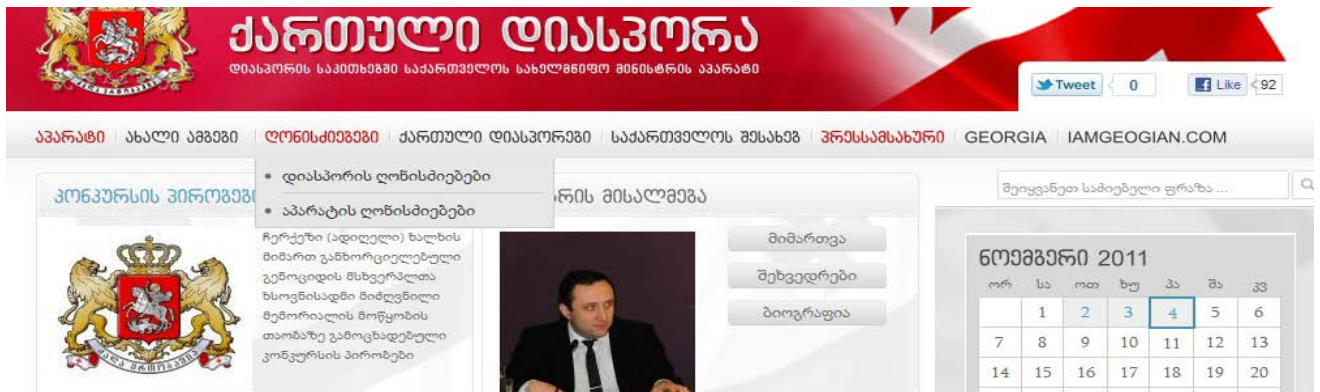 ქართული დიასპორა
დიასპორის საკითხებში საქართველოს სახელმწიფო მინისტრის აპარატი
Tweet 0 Like 92
აპარატი ახალი ამბები ღონისძიებები ქართული დიასპორები საქართველოს შესახებ პრესსამსახური GEORGIA IAMGEOGIAN.COM
დიასპორის ღონისძიებები
აპარატის ღონისძიებები
კონკურსის პირობები
რის მისალმება
ჩერქეზი (ადიღელი) ხალხის
მიმართ განხორციელებული
გენოციდის მსხვერპლთა
ხსოვნისადმი მიძღვნილი
მემორიალის მოწყობის
თაობაზე გამოცხადებული
კონკურსის პირობები
მიმართვა
შეხვედრები
ბიოგრაფია
შეიყვანეთ საძიებელი ფრაზა ...
ნოემბერი 2011
ორ სა ოთ ხუ პა შა კვ
1 2 3 4 5 6
7 8 9 10 11 12 13
14 15 16 17 18 19 20